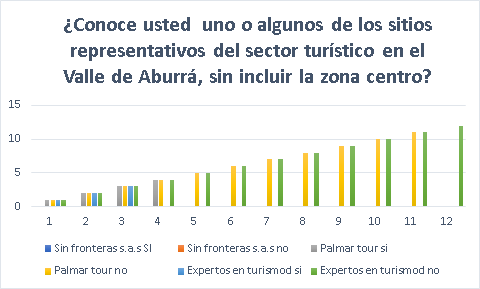 ¿Conoce usted uno o algunos de los sitios
representativos del sector turístico en el
Valle de Aburrá, sin incluir la zona centro?
15
10
5
0
1 2 3 4 5 6 7 8 9 10 11 12
Sin fronteras s.a.s SI Sin fronteras s.a.s no Palmar tour si
Palmar tour no Expertos en turismod si Expertos en turismod no